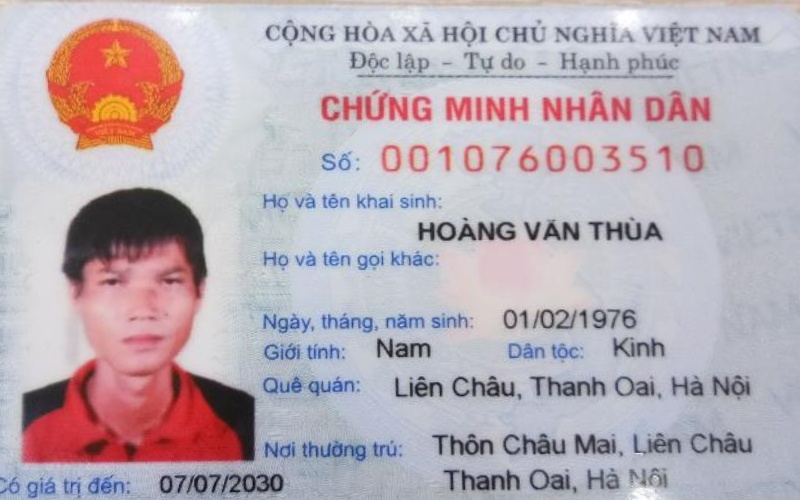 CỘNG HÒA XÃ HỘI CHỦ NGHĨA VIỆT NAM
Độc lập - Tự do - Hạnh phúc
CHỨNG MINH NHÂN DÂN
Số: 001076003510
Họ và tên khai sinh:
HOÀNG VĂN THÙA
Họ và tên gọi khác:
Ngày, tháng, năm sinh: 01/02/1976
Giới tính: Nam Dân tộc: Kinh
Quê quán: Liên Châu, Thanh Oai, Hà Nội
Nơi thường trú: Thôn Châu Mai, Liên Châu
Thanh Oai, Hà Nội
Có giá trị đến: 07/07/2030
VIỆT NAM